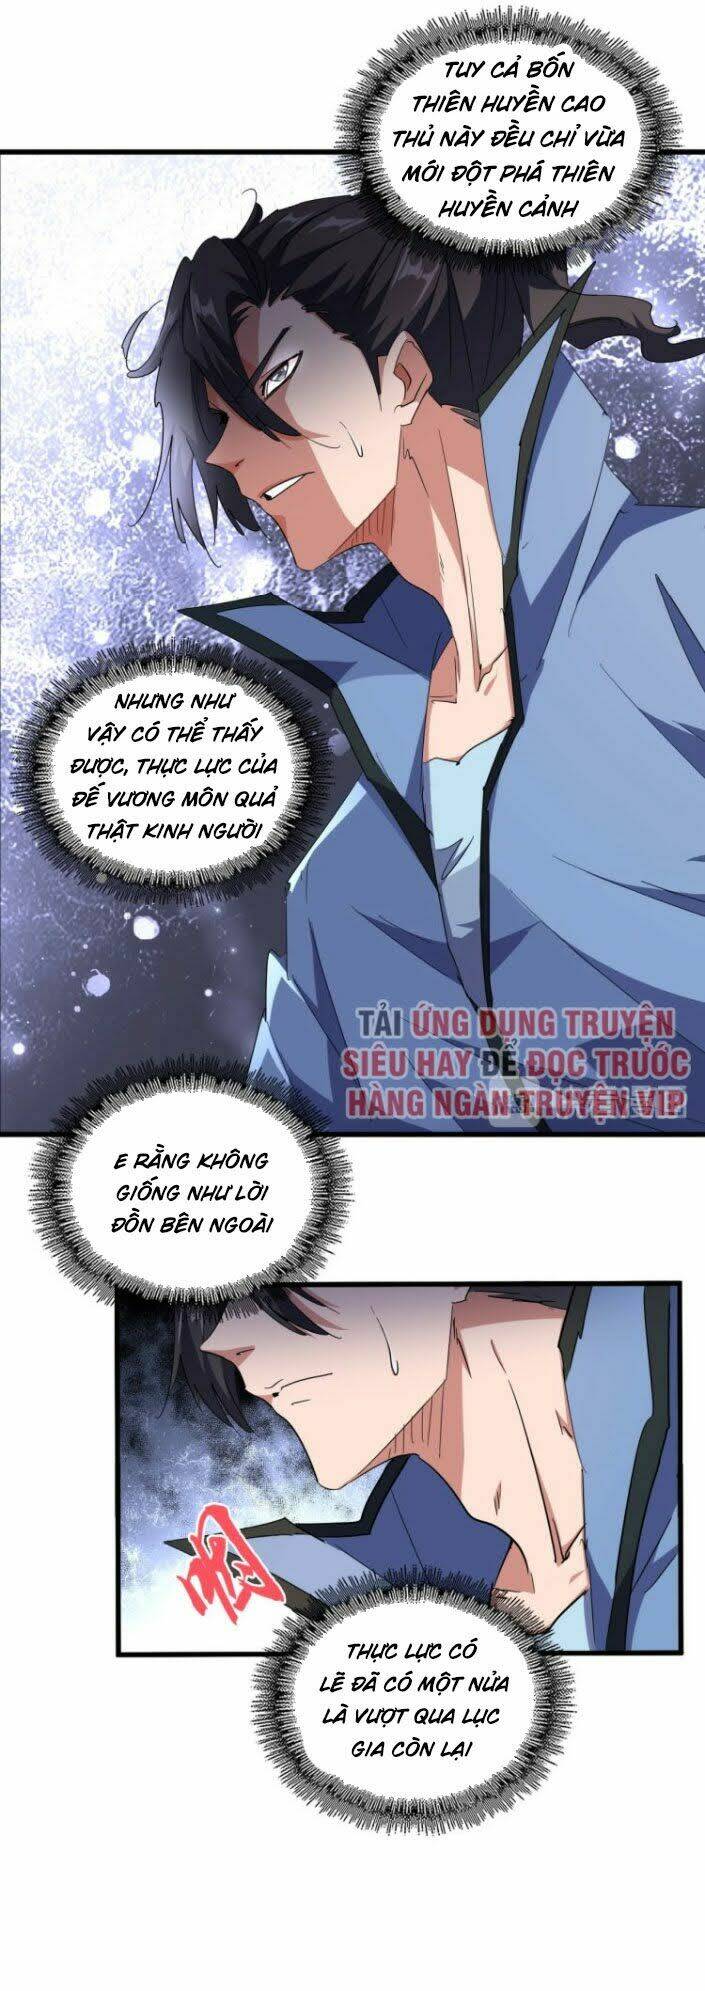 TUY CẢ BỐN
THIÊN HUYỀN CAO
THỦ NÀY ĐỀU CHỈ VỪA
MỚI ĐỘT PHÁ THIÊN
HUYỀN CẢNH
NHƯNG NHƯ
VẬY CÓ THỂ THẤY
ĐƯỢC, THỰC LỰC CỦA
ĐẾ VƯƠNG MÔN QUẢ
THẬT KINH NGƯỜI
TẢI ỨNG DỤNG TRUYỆN
SIÊU HAY ĐỂ ĐỌC TRƯỚC
HÀNG NGÀN TRUYỆN VIP
E RẰNG KHÔNG
GIỐNG NHƯ LỜI
ĐỒN BÊN NGOÀI
THỰC LỰC CÓ
LẼ ĐÃ CÓ MỘT NỬA
LÀ VƯỢT QUA LỤC
GIA CÒN LẠI